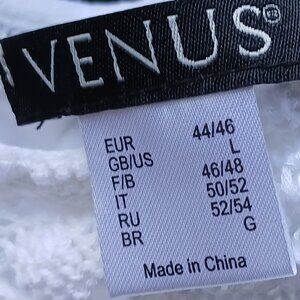 VENUS®
EUR 44/46
GB/US L
F/B 46/48
IT 50/52
RU 52/54
BR G
Made in China